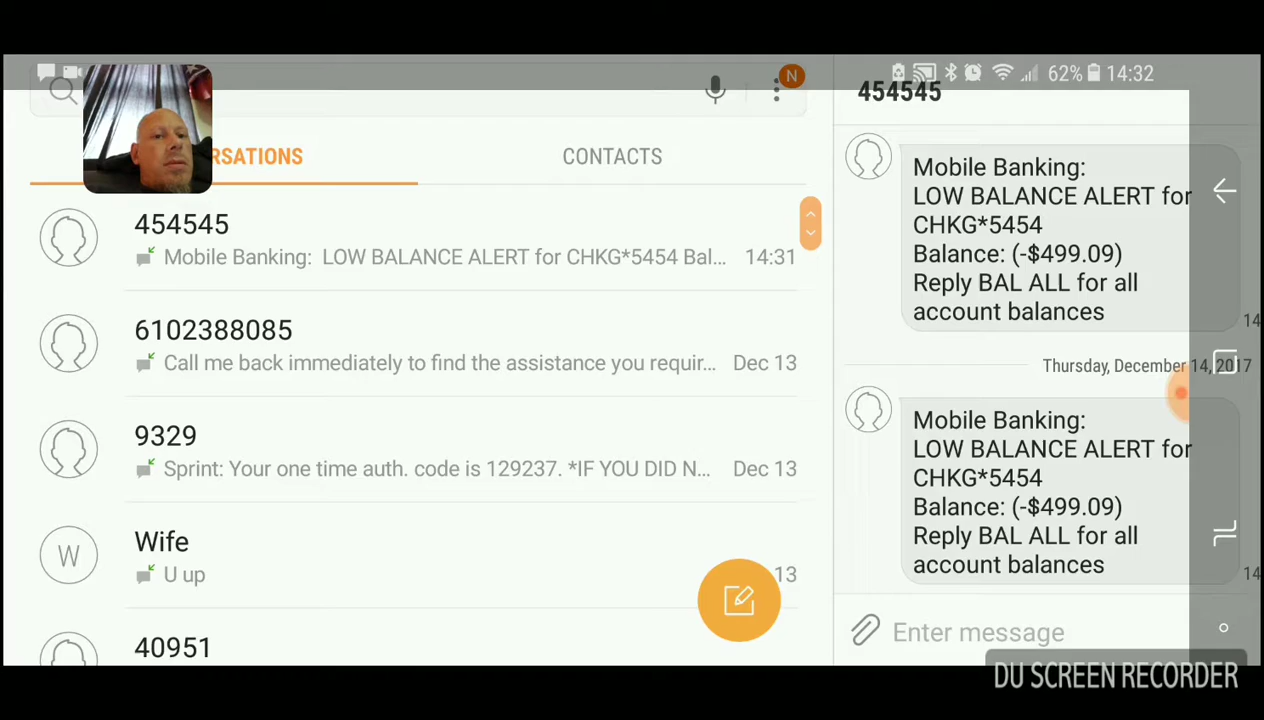 62% 14:32
N
RSATIONS
CONTACTS
454545
Mobile Banking: LOW BALANCE ALERT for CHKG*5454 Bal... 14:31
6102388085
Call me back immediately to find the assistance you requir... Dec 13
9329
Sprint: Your one time auth. code is 129237. *IF YOU DID N... Dec 13
W
Wife
U up 13
40951
454545
Mobile Banking:
LOW BALANCE ALERT for
CHKG*5454
Balance: (-$499.09)
Reply BAL ALL for all
account balances
14
Thursday, December 14, 2017
Mobile Banking:
LOW BALANCE ALERT for
CHKG*5454
Balance: (-$499.09)
Reply BAL ALL for all
account balances
14
Enter message
DU SCREEN RECORDER